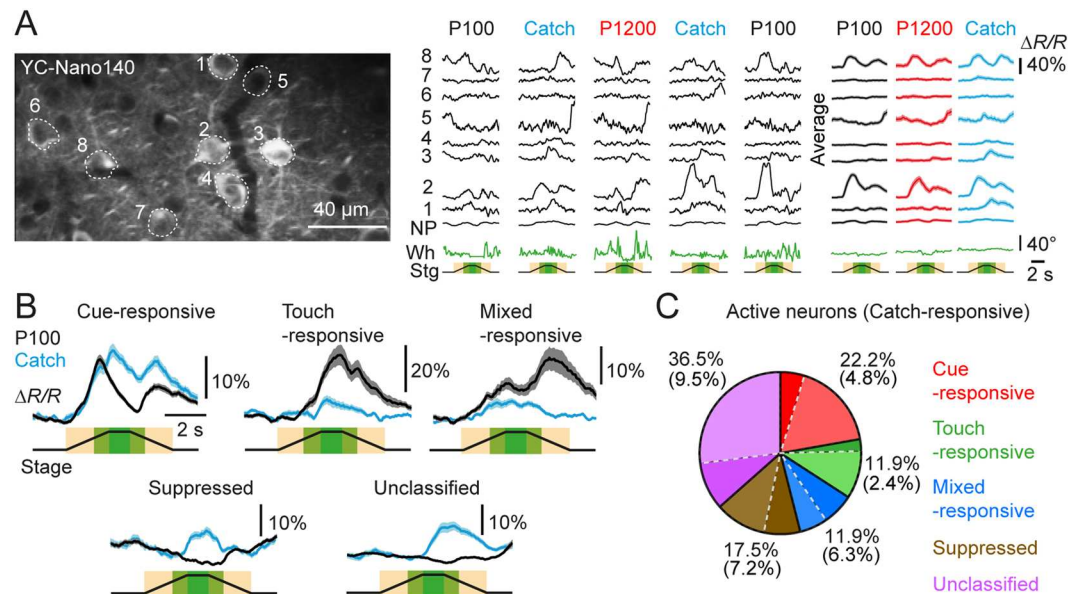 A
YC-Nano140
1
5
6
2
3
8
4
7
40 µm
P100 Catch P1200 Catch P100 P100 P1200 Catch ΔR/R
40%
8
7
6
5
4
3
2
1
NP
Wh
Stg
Average
40°
2 s
B
Cue-responsive
Touch
-responsive
Mixed
-responsive
P100
Catch
ΔR/R
10%
20%
10%
2 s
Stage
Suppressed
Unclassified
10%
10%
C
Active neurons (Catch-responsive)
36.5%
(9.5%)
22.2%
(4.8%)
11.9%
(2.4%)
11.9%
(6.3%)
17.5%
(7.2%)
Cue
-responsive
Touch
-responsive
Mixed
-responsive
Suppressed
Unclassified